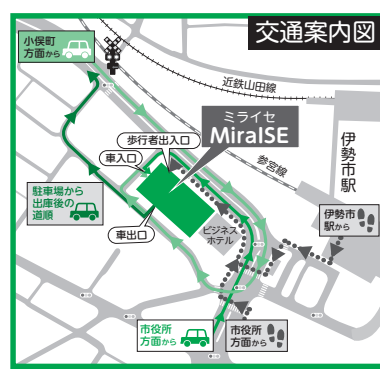 交通案内図
小俣町
方面から
近鉄山田線
ミライセ
MiraISE
歩行者出入口
車入口
参宮線
伊勢市駅
駐車場から
出庫後の
道順
車出口
ビジネス
ホテル
伊勢市
駅から
市役所
方面から
市役所
方面から